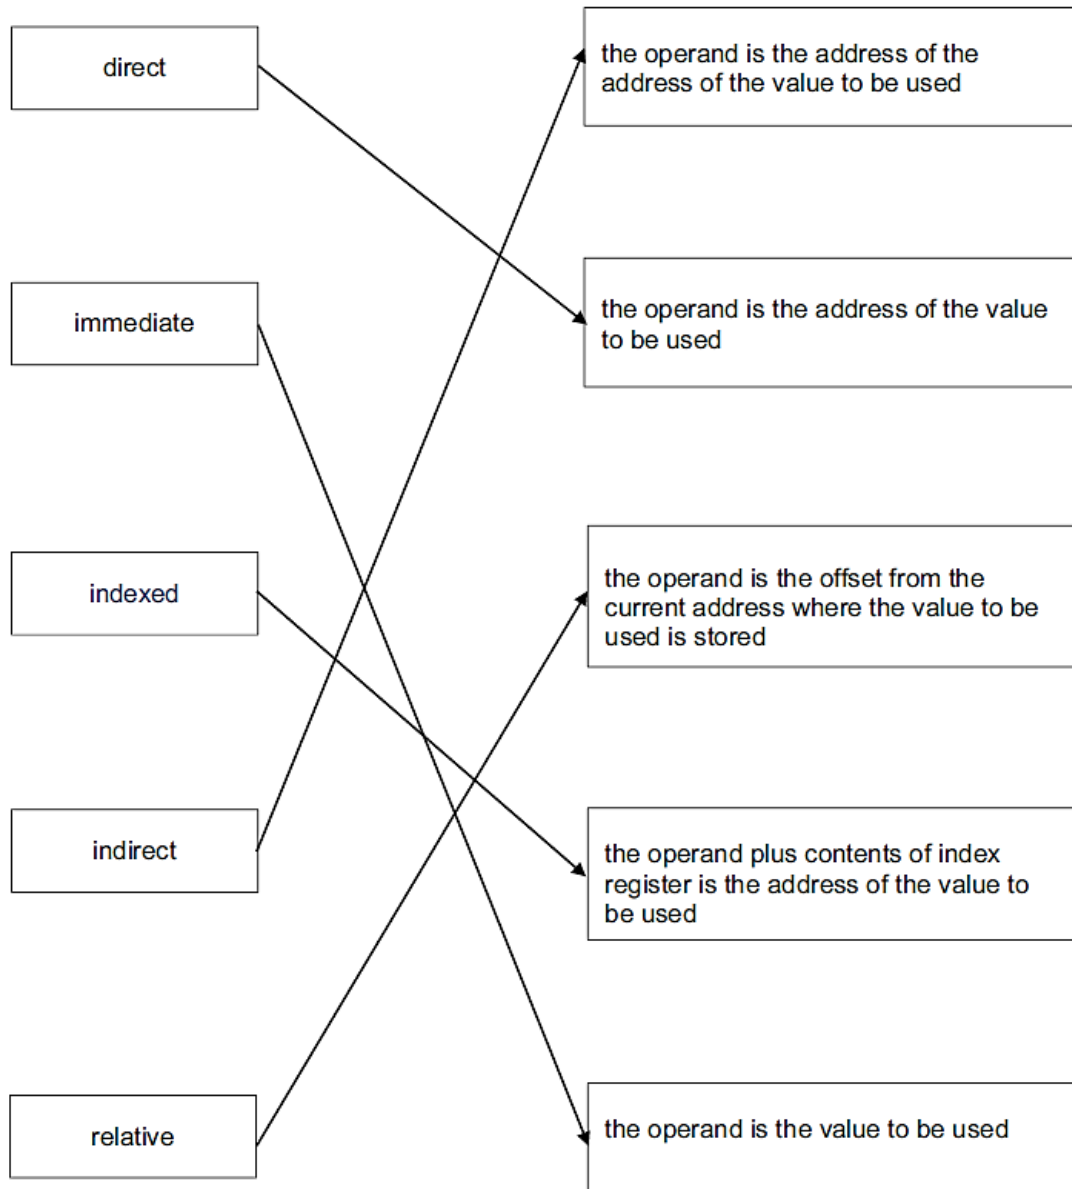 direct
the operand is the address of the
address of the value to be used
immediate
the operand is the address of the value
to be used
indexed
the operand is the offset from the
current address where the value to be
used is stored
indirect
the operand plus contents of index
register is the address of the value to
be used
relative
the operand is the value to be used